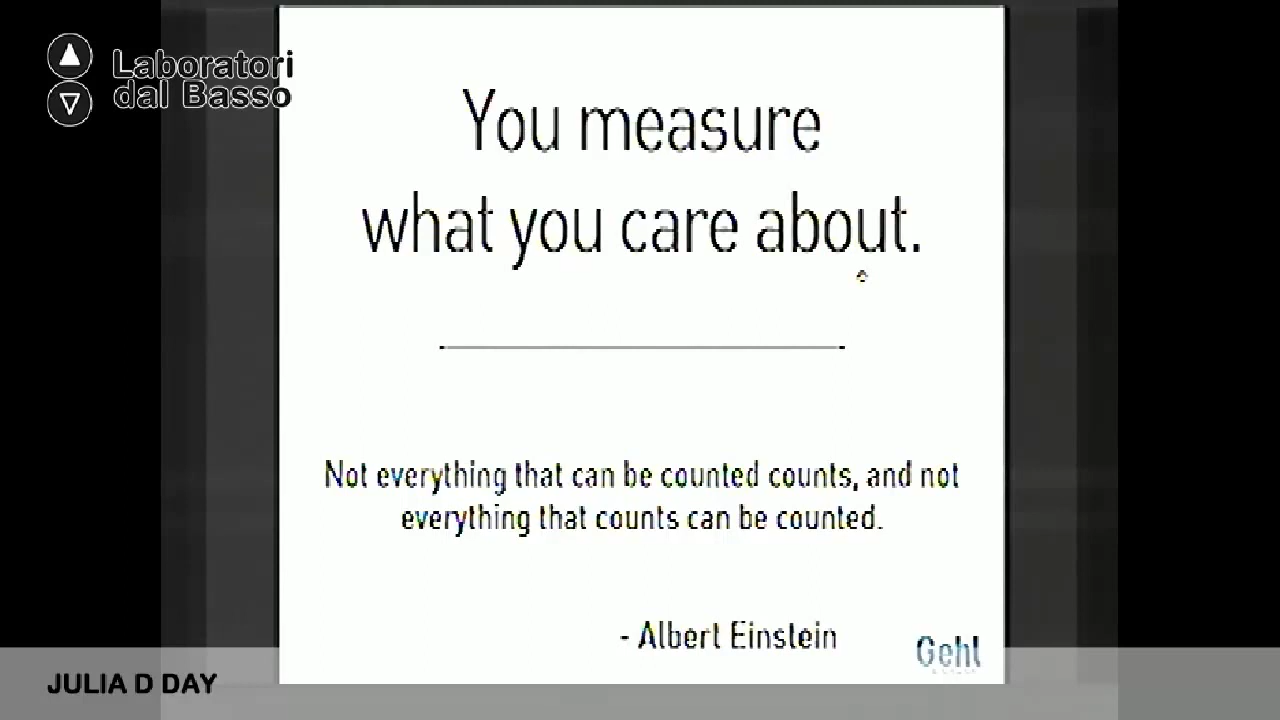 Laboratori
dal Basso
You measure
what you care about.
Not everything that can be counted counts, and not
everything that counts can be counted.
- Albert Einstein
Gehl
JULIA D DAY